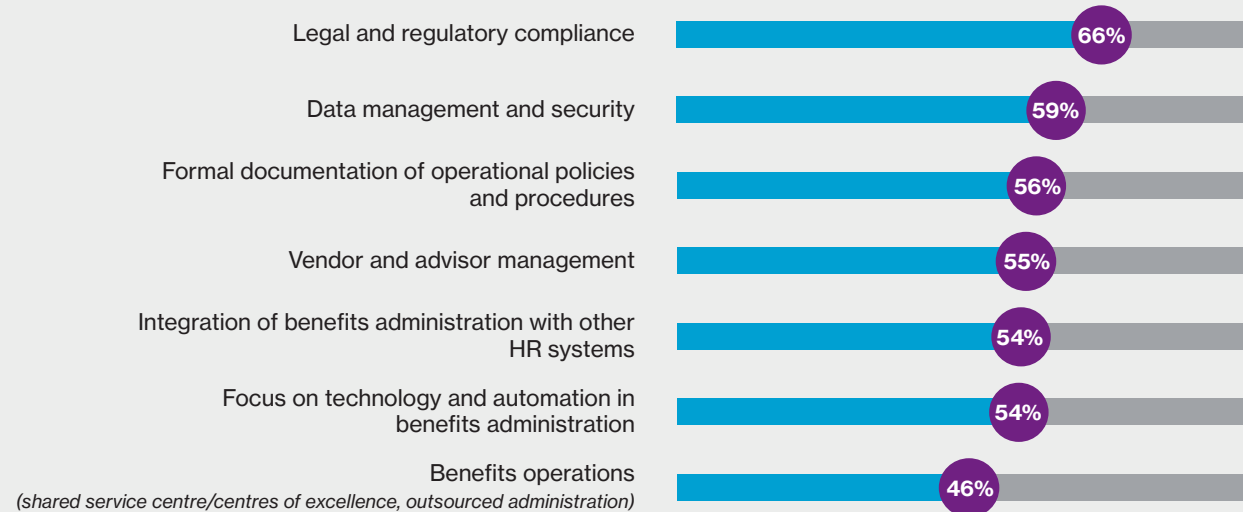 Legal and regulatory compliance
66%
Data management and security
59%
Formal documentation of operational policies
and procedures
56%
Vendor and advisor management
55%
Integration of benefits administration with other
HR systems
54%
Focus on technology and automation in
benefits administration
54%
Benefits operations
(shared service centre/centres of excellence, outsourced administration)
46%